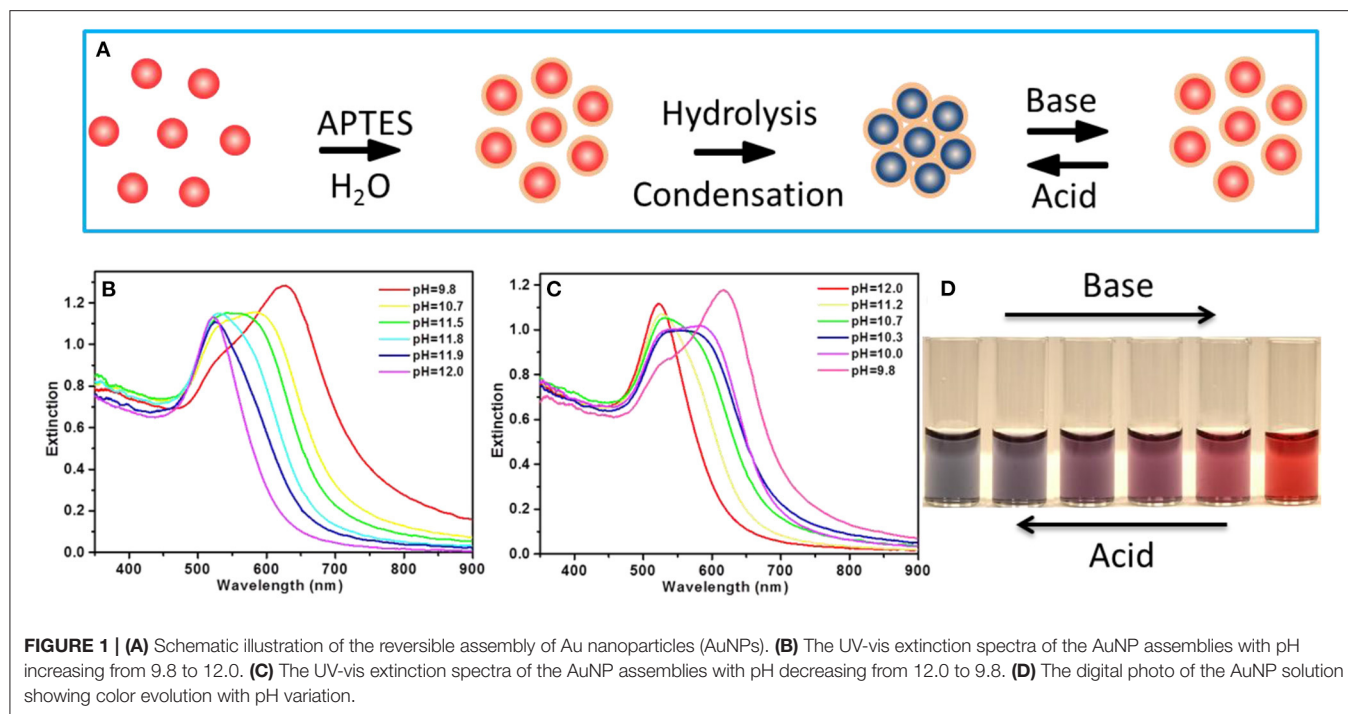 A
APTES
H₂O
Hydrolysis
Condensation
Base
Acid
B
Extinction
1.2
1.0
0.8
0.6
0.4
0.2
0.0
400 500 600 700 800 900
Wavelength (nm)
pH=9.8
pH=10.7
pH=11.5
pH=11.8
pH=11.9
pH=12.0
C
Extinction
1.2
1.0
0.8
0.6
0.4
0.2
0.0
400 500 600 700 800 900
Wavelength (nm)
pH=12.0
pH=11.2
pH=10.7
pH=10.3
pH=10.0
pH=9.8
D
Base
Acid
FIGURE 1 | (A) Schematic illustration of the reversible assembly of Au nanoparticles (AuNPs). (B) The UV-vis extinction spectra of the AuNP assemblies with pH
increasing from 9.8 to 12.0. (C) The UV-vis extinction spectra of the AuNP assemblies with pH decreasing from 12.0 to 9.8. (D) The digital photo of the AuNP solution
showing color evolution with pH variation.